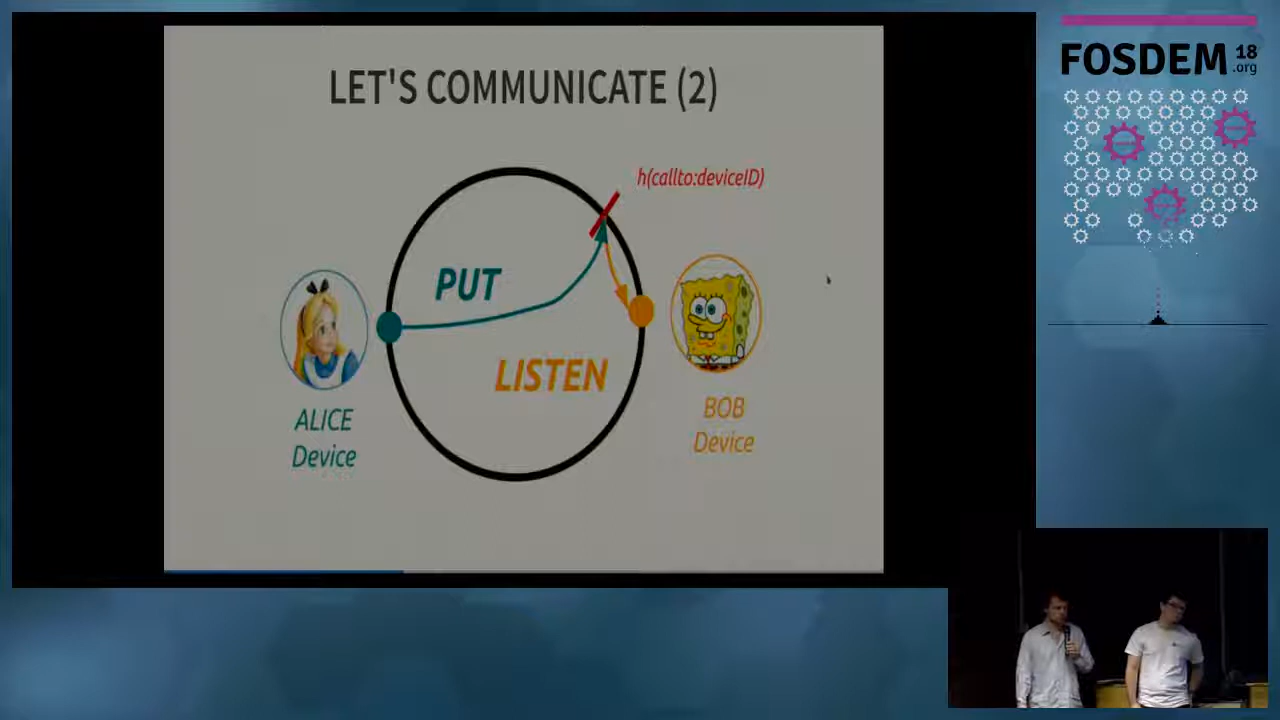 LET'S COMMUNICATE (2)
h(callto:deviceID)
PUT
LISTEN
ALICE
Device
BOB
Device
FOSDEM 18
.org